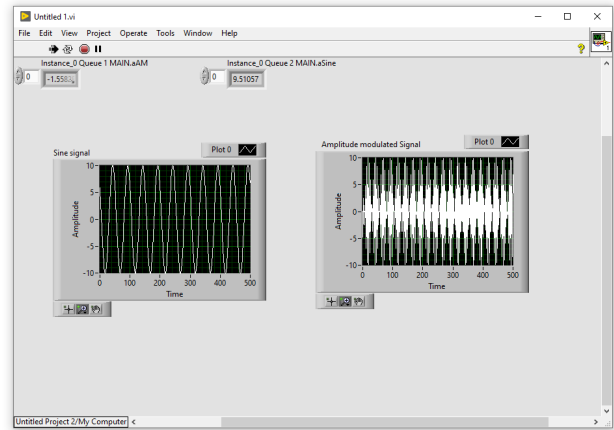 Untitled 1.vi
File Edit View Project Operate Tools Window Help
Instance_0 Queue 1 MAIN.aAM
Instance_0 Queue 2 MAIN.aSine
0
-1.5583
0
9.51057
Sine signal
Plot 0
10
5
0
-5
-10
Amplitude
0 100 200 300 400 500
Time
Amplitude modulated Signal
Plot 0
10
5
0
-5
-10
Amplitude
0 100 200 300 400 500
Time
Untitled Project 2/My Computer